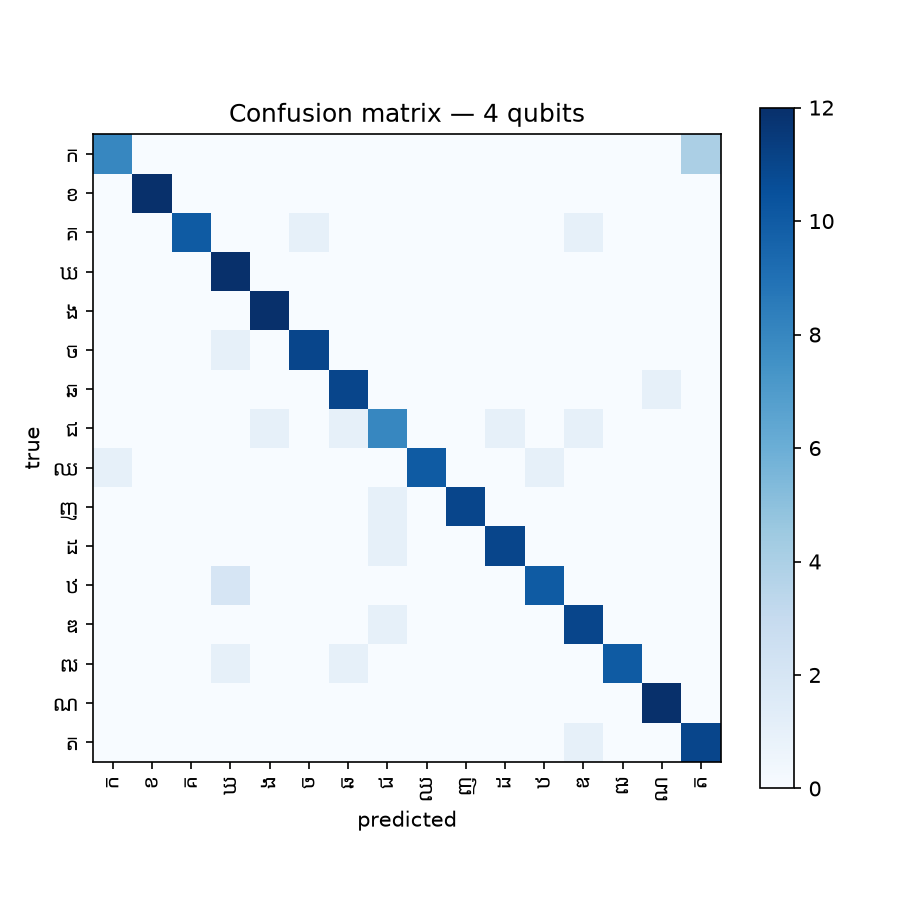 Confusion matrix — 4 qubits
12
10
8
6
4
2
0
true
ក
ខ
គ
ឃ
ង
ច
ឆ
ជ
ឈ
ញ
ដ
ឋ
ឌ
ឍ
ណ
ត
ក ខ គ ឃ ង ច ឆ ជ ឈ ញ ដ ឋ ឌ ឍ ណ ត
predicted